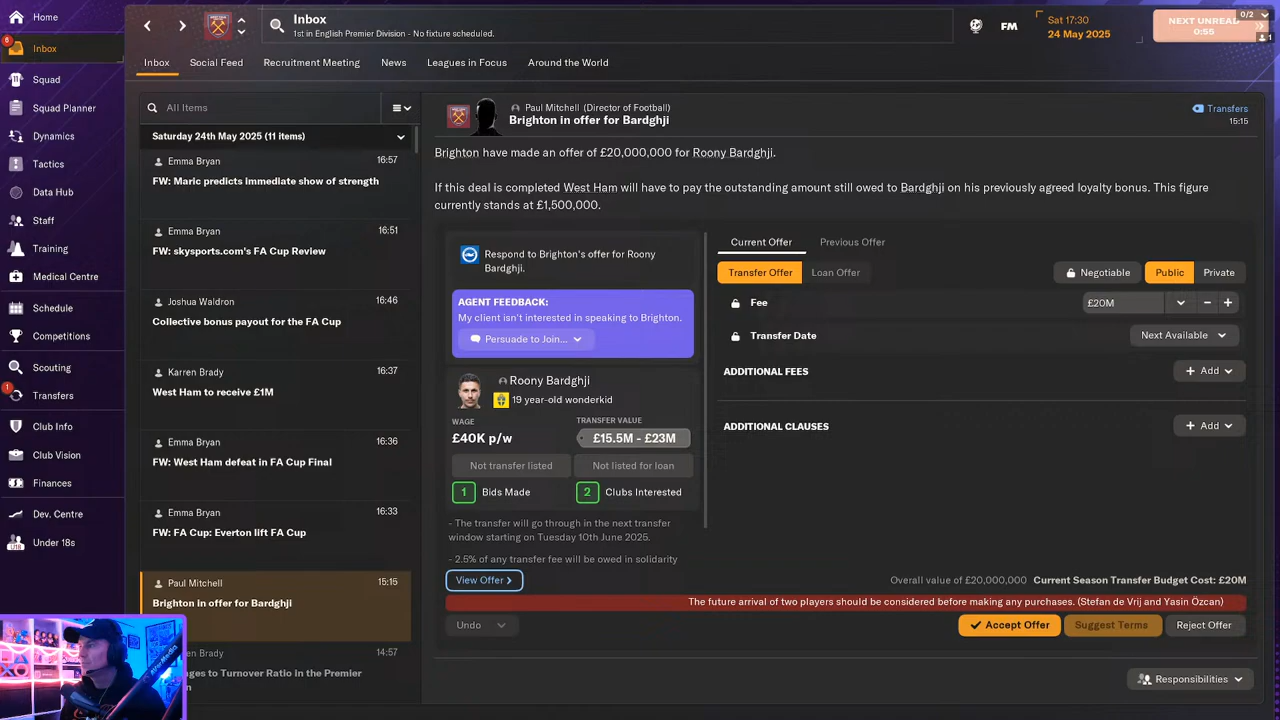 Home
6
Inbox
Squad
Squad Planner
Dynamics
Tactics
Data Hub
Staff
Training
Medical Centre
Schedule
Competitions
Scouting
1
Transfers
Club Info
Club Vision
Finances
Dev. Centre
Under 18s
Inbox
1st in English Premier Division - No fixture scheduled.
FM
Sat 17:30
24 May 2025
NEXT UNREAD
0:55
0/2
1
Inbox
Social Feed
Recruitment Meeting
News
Leagues in Focus
Around the World
All Items
Saturday 24th May 2025 (11 items)
Emma Bryan 16:57
FW: Maric predicts immediate show of strength
Emma Bryan 16:51
FW: skysports.com's FA Cup Review
Joshua Waldron 16:46
Collective bonus payout for the FA Cup
Karren Brady 16:37
West Ham to receive £1M
Emma Bryan 16:36
FW: West Ham defeat in FA Cup Final
Emma Bryan 16:33
FW: FA Cup: Everton lift FA Cup
Paul Mitchell 15:15
Brighton in offer for Bardghji
Brady 14:57
to Turnover Ratio in the Premier
Paul Mitchell (Director of Football)
Brighton in offer for Bardghji
Transfers
15:15
Brighton have made an offer of £20,000,000 for Roony Bardghji.
If this deal is completed West Ham will have to pay the outstanding amount still owed to Bardghji on his previously agreed loyalty bonus. This figure
currently stands at £1,500,000.
Respond to Brighton's offer for Roony
Bardghji.
AGENT FEEDBACK:
My client isn't interested in speaking to Brighton.
Persuade to Join...
Roony Bardghji
19 year-old wonderkid
WAGE
£40K p/w
TRANSFER VALUE
£15.5M - £23M
Not transfer listed
Not listed for loan
1 Bids Made
2 Clubs Interested
- The transfer will go through in the next transfer
window starting on Tuesday 10th June 2025.
- 2.5% of any transfer fee will be owed in solidarity
View Offer >
Current Offer
Previous Offer
Transfer Offer
Loan Offer
Negotiable
Public
Private
Fee
£20M
Transfer Date
Next Available
ADDITIONAL FEES
+ Add
ADDITIONAL CLAUSES
+ Add
Overall value of £20,000,000 Current Season Transfer Budget Cost: £20M
The future arrival of two players should be considered before making any purchases. (Stefan de Vrij and Yasin Özcan)
Undo
Accept Offer
Suggest Terms
Reject Offer
Responsibilities